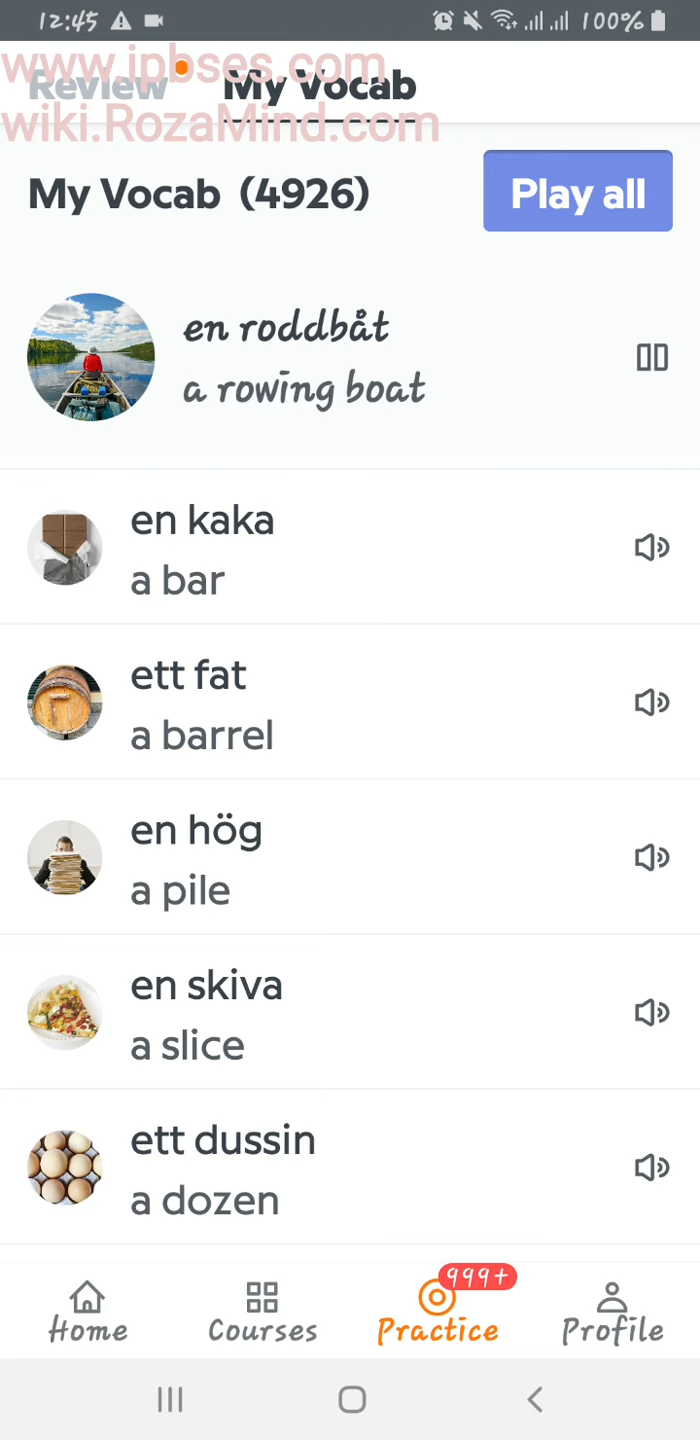 12:45 100%
www.ipbses.com
Review My Vocab
wiki.RozaMind.com
My Vocab (4926) Play all
en roddbåt
a rowing boat
en kaka
a bar
ett fat
a barrel
en hög
a pile
en skiva
a slice
ett dussin
a dozen
999+
Home Courses Practice Profile